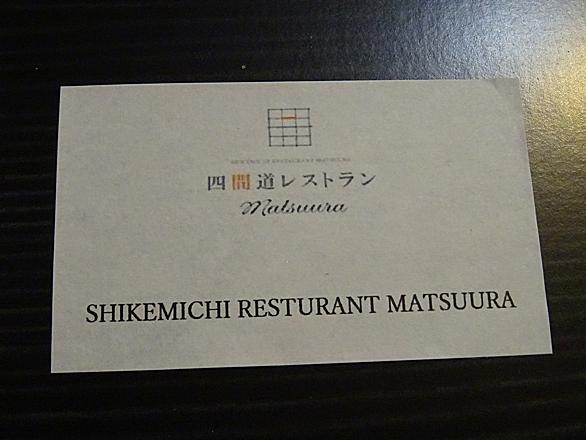 四間道レストラン
Matsuura
SHIKEMICHI RESTURANT MATSUURA